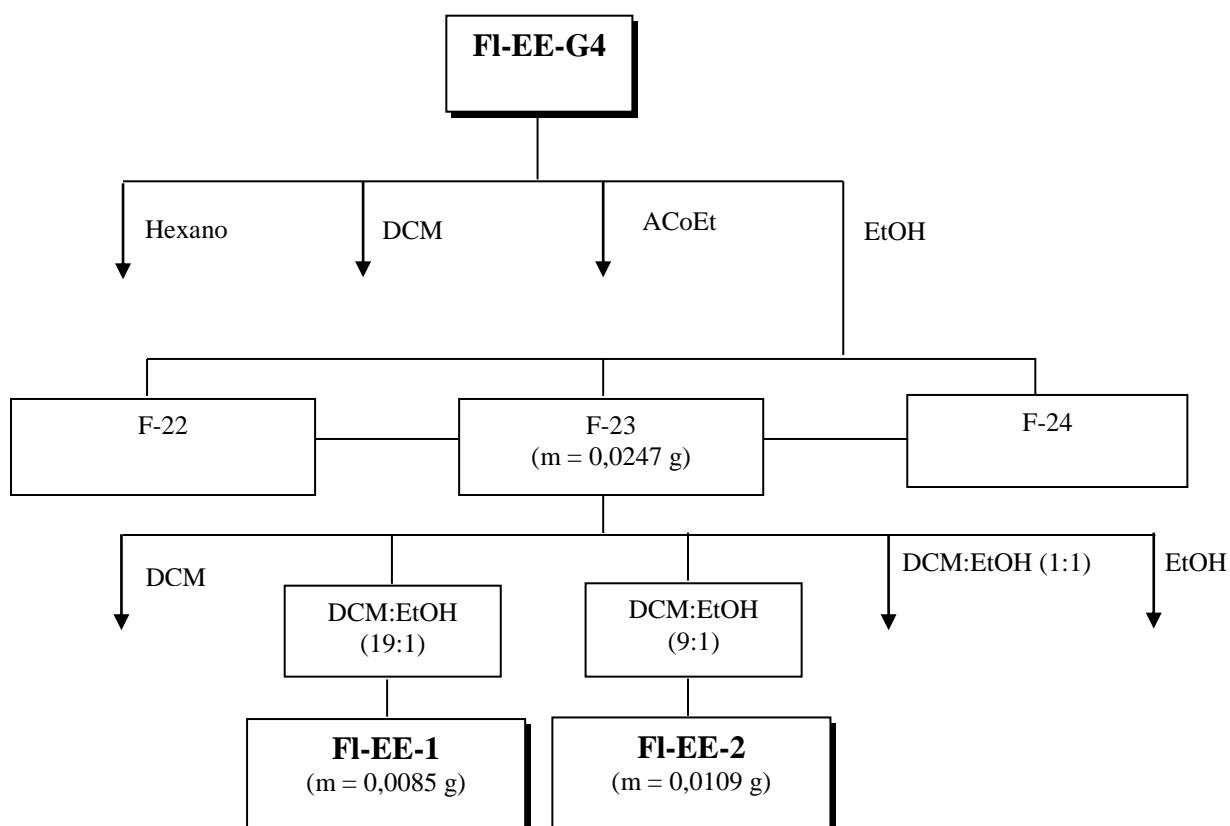 Fl-EE-G4
Hexano
DCM
ACoEt
EtOH
F-22
F-23
(m = 0,0247 g)
F-24
DCM
DCM:EtOH
(19:1)
DCM:EtOH
(9:1)
DCM:EtOH (1:1)
EtOH
Fl-EE-1
(m = 0,0085 g)
Fl-EE-2
(m = 0,0109 g)